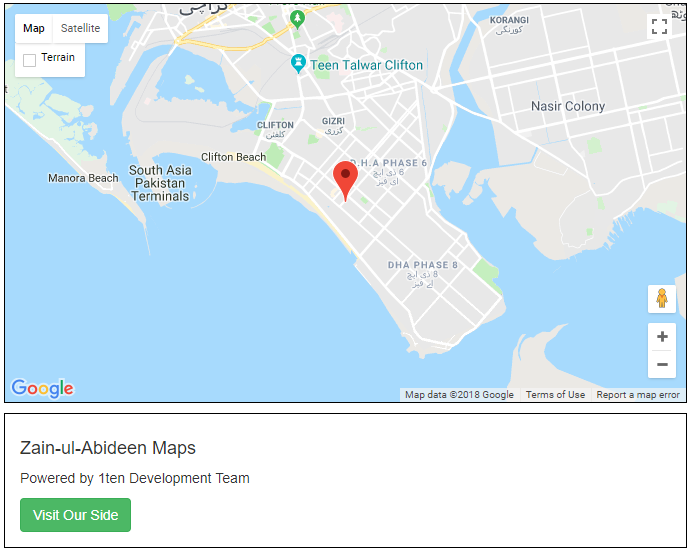 كراچى
KORANGI
كورنگى
Map
Satellite
Terrain
Teen Talwar Clifton
Nasir Colony
CLIFTON
كلفٹن
GIZRI
گزری
Clifton Beach
D.H.A PHASE 6
6 ڈی ایچ
اے فیز
South Asia
Pakistan
Terminals
Manora Beach
DHA PHASE 8
8 ڈی ایچ
اے فیز
Google
Map data ©2018 Google
Terms of Use
Report a map error
Zain-ul-Abideen Maps
Powered by 1ten Development Team
Visit Our Side